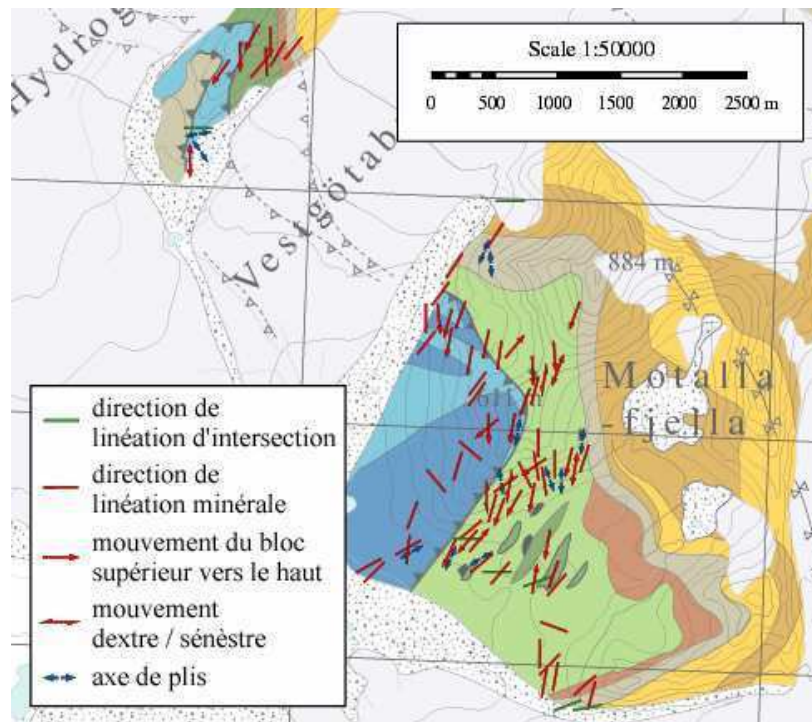 Hydrog
Vestgötab
Scale 1:50000
0 500 1000 1500 2000 2500 m
884 m
Motalla
-fjella
direction de
linéation d'intersection
direction de
linéation minérale
mouvement du bloc
supérieur vers le haut
mouvement
dextre / sénèstre
axe de plis